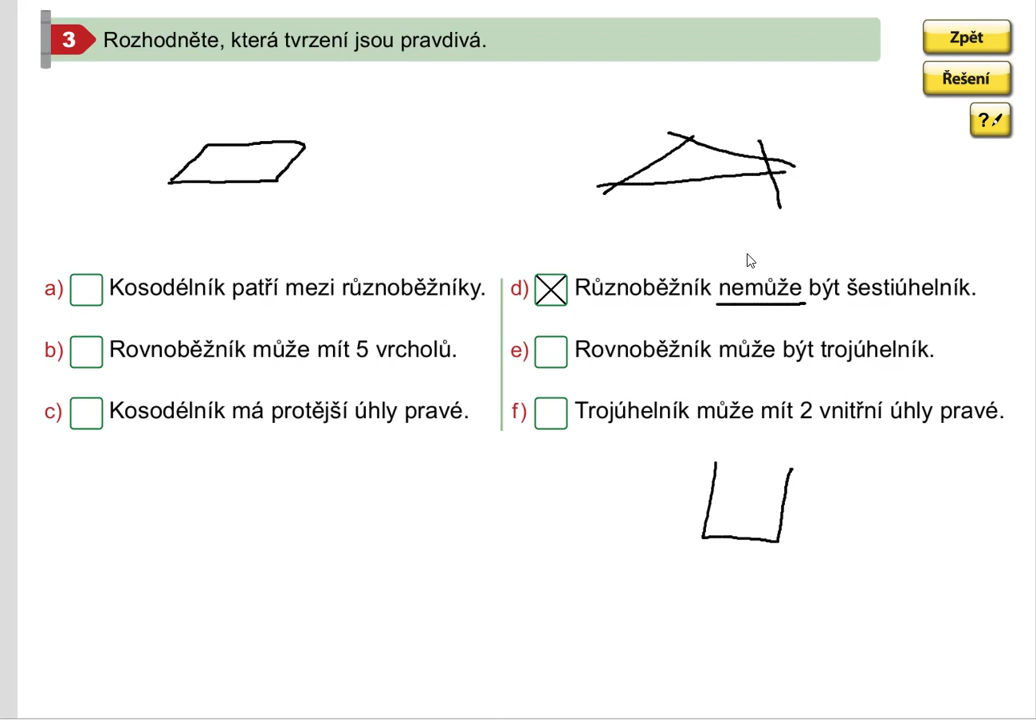 3 Rozhodněte, která tvrzení jsou pravdivá.
Zpět
Řešení
?
a) Kosodélník patří mezi různoběžníky.
b) Rovnoběžník může mít 5 vrcholů.
c) Kosodélník má protější úhly pravé.
d) Různoběžník nemůže být šestiúhelník.
e) Rovnoběžník může být trojúhelník.
f) Trojúhelník může mít 2 vnitřní úhly pravé.